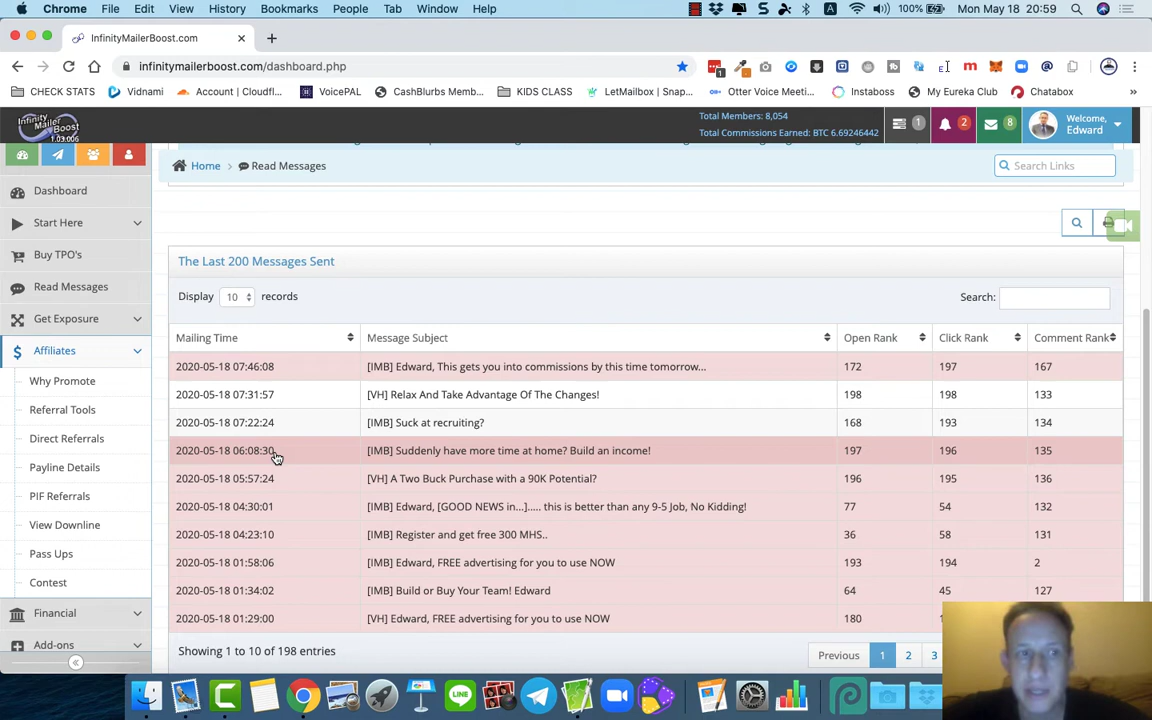 Chrome File Edit View History Bookmarks People Tab Window Help 100% Mon May 18 20:59
InfinityMailerBoost.com
infinitymailerboost.com/dashboard.php
CHECK STATS Vidnami Account | Cloudfl... VoicePAL CashBlurbs Memb... KIDS CLASS LetMailbox | Snap... Otter Voice Meeti... Instaboss My Eureka Club Chatabox
Infinity Mailer Boost 1.03.006
Total Members: 8,054
Total Commissions Earned: BTC 6.69246442
1 2 8
Welcome, Edward
Home Read Messages Search Links
Dashboard
Start Here
Buy TPO's
Read Messages
Get Exposure
Affiliates
Why Promote
Referral Tools
Direct Referrals
Payline Details
PIF Referrals
View Downline
Pass Ups
Contest
Financial
Add-ons
The Last 200 Messages Sent
Display 10 records Search:
Mailing Time Message Subject Open Rank Click Rank Comment Rank
2020-05-18 07:46:08 [IMB] Edward, This gets you into commissions by this time tomorrow... 172 197 167
2020-05-18 07:31:57 [VH] Relax And Take Advantage Of The Changes! 198 198 133
2020-05-18 07:22:24 [IMB] Suck at recruiting? 168 193 134
2020-05-18 06:08:30 [IMB] Suddenly have more time at home? Build an income! 197 196 135
2020-05-18 05:57:24 [VH] A Two Buck Purchase with a 90K Potential? 196 195 136
2020-05-18 04:30:01 [IMB] Edward, [GOOD NEWS in...]..... this is better than any 9-5 Job, No Kidding! 77 54 132
2020-05-18 04:23:10 [IMB] Register and get free 300 MHS.. 36 58 131
2020-05-18 01:58:06 [IMB] Edward, FREE advertising for you to use NOW 193 194 2
2020-05-18 01:34:02 [IMB] Build or Buy Your Team! Edward 64 45 127
2020-05-18 01:29:00 [VH] Edward, FREE advertising for you to use NOW 180
Showing 1 to 10 of 198 entries Previous 1 2 3